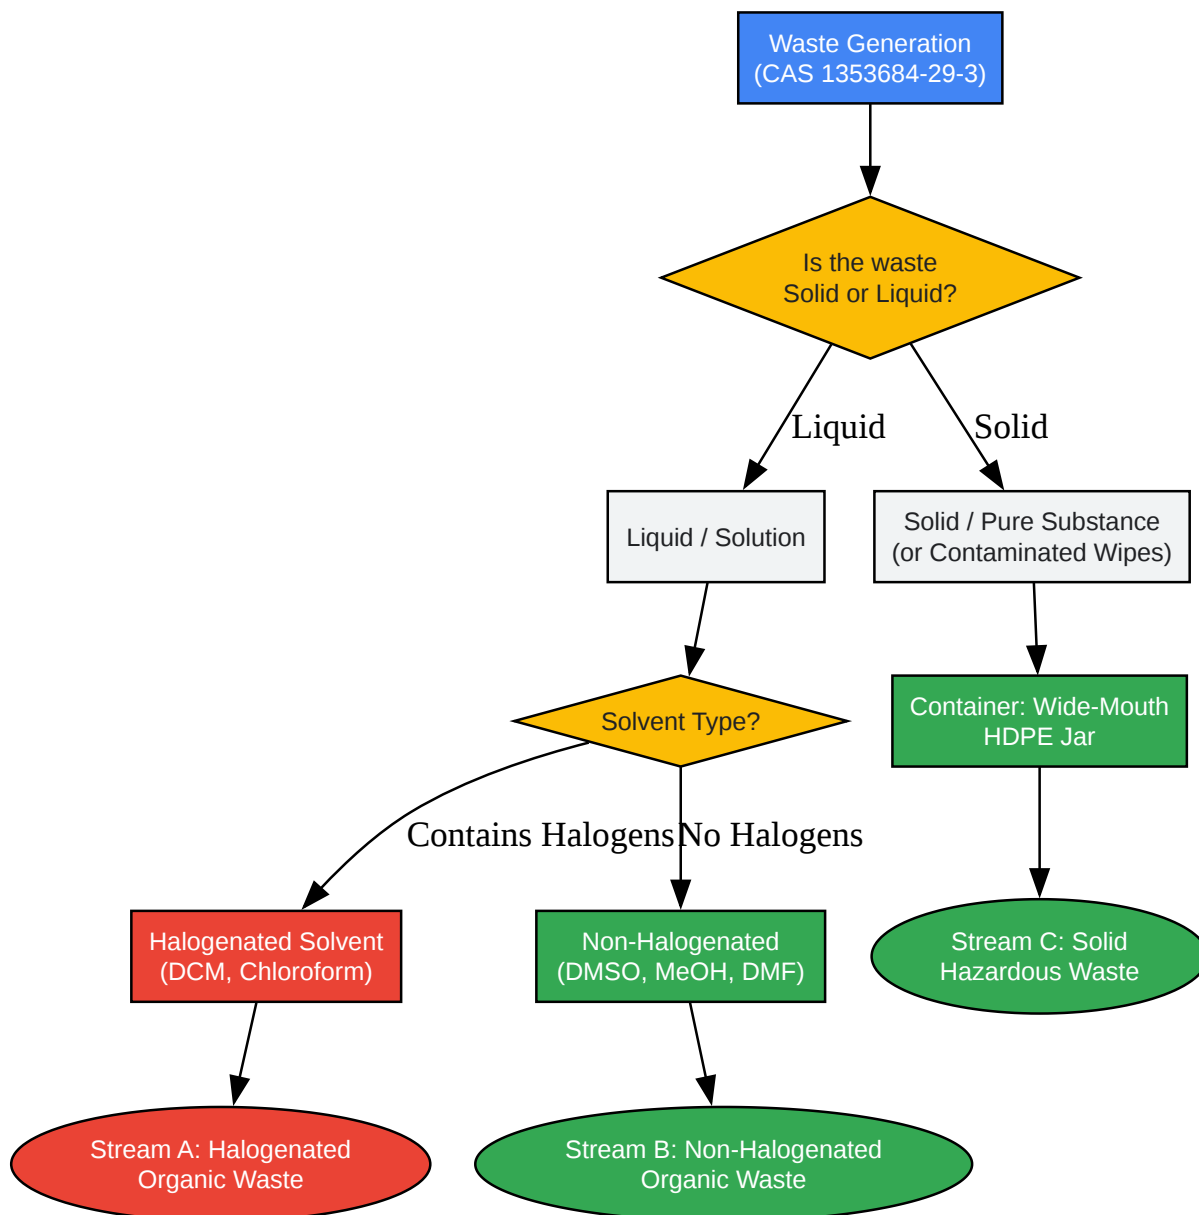 Waste Generation
(CAS 1353684-29-3)
Is the waste
Solid or Liquid?
Liquid
Solid
Liquid / Solution
Solid / Pure Substance
(or Contaminated Wipes)
Solvent Type?
Container: Wide-Mouth
HDPE Jar
Contains Halogens
No Halogens
Halogenated Solvent
(DCM, Chloroform)
Non-Halogenated
(DMSO, MeOH, DMF)
Stream C: Solid
Hazardous Waste
Stream A: Halogenated
Organic Waste
Stream B: Non-Halogenated
Organic Waste